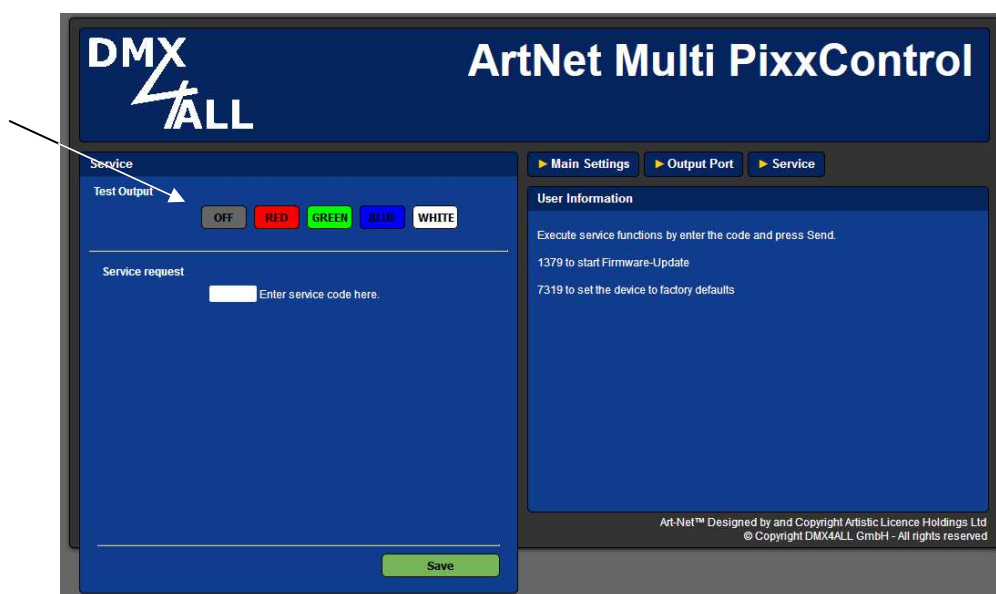 DMX
4ALL
ArtNet Multi PixxControl
Service
Test Output
OFF RED GREEN BLUE WHITE
Service request
Enter service code here.
Save
► Main Settings ► Output Port ► Service
User Information
Execute service functions by enter the code and press Send.
1379 to start Firmware-Update
7319 to set the device to factory defaults
Art-Net™ Designed by and Copyright Artistic Licence Holdings Ltd
© Copyright DMX4ALL GmbH - All rights reserved